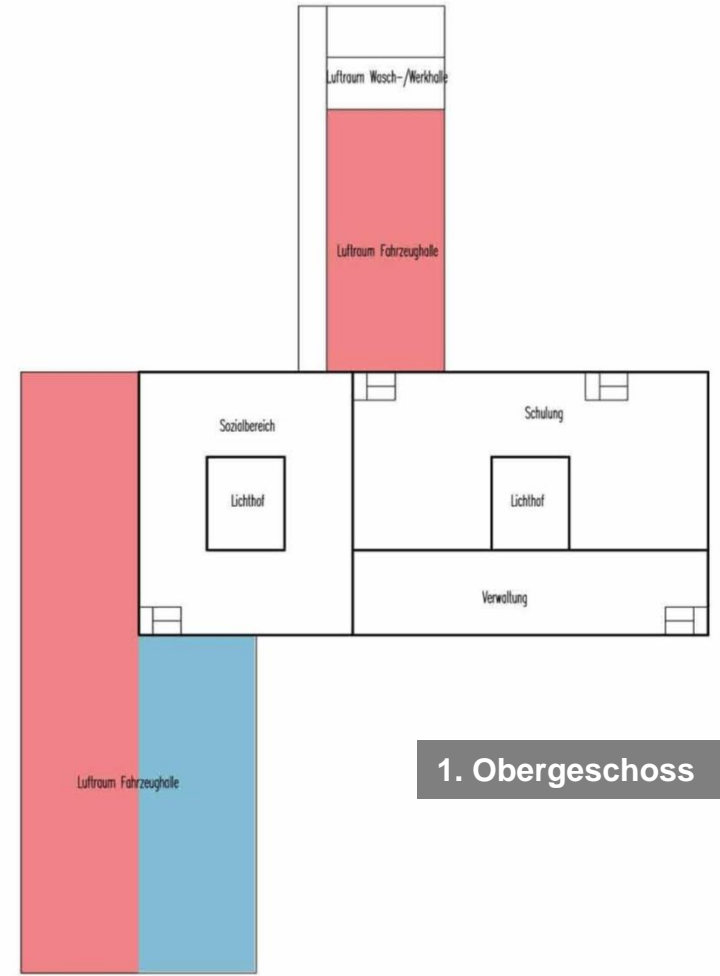 Luftraum Wasch-/Werkhalle
Luftraum Fahrzeughalle
Sozialbereich
Schulung
Lichthof
Lichthof
Verwaltung
1. Obergeschoss
Luftraum Fahrzeughalle